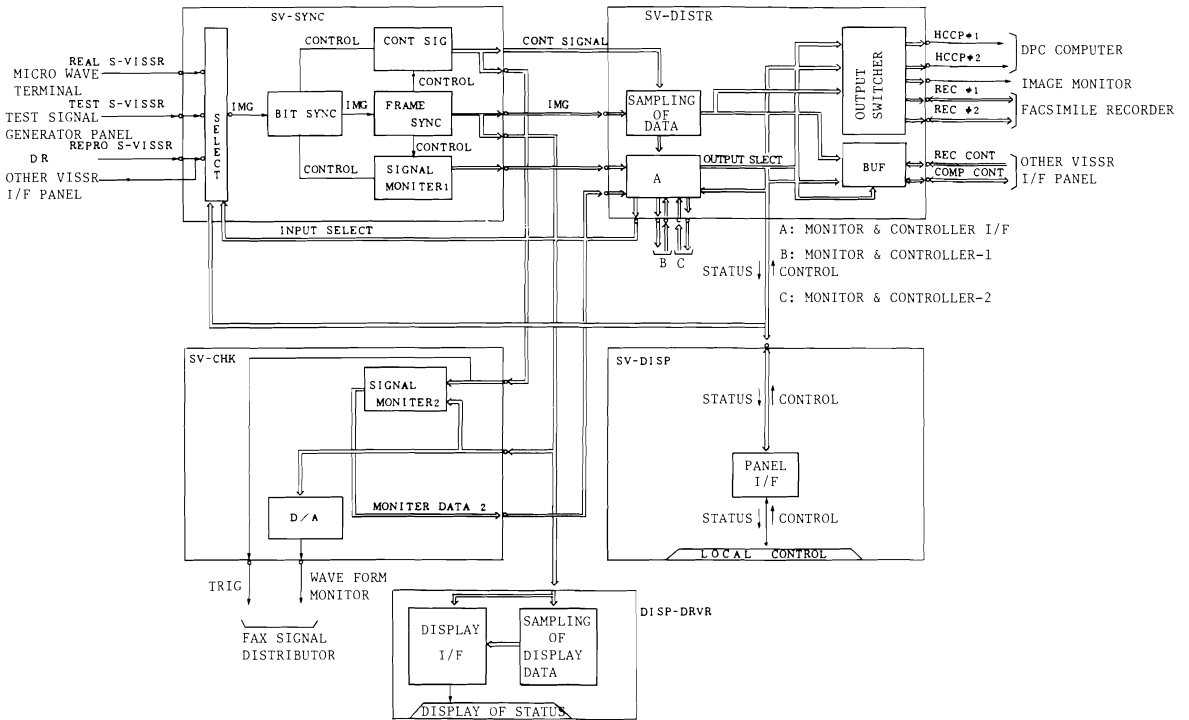 SV-SYNC
REAL S-VISSR
MICRO WAVE
TERMINAL
TEST S-VISSR
TEST SIGNAL
GENERATOR PANEL
REPRO S-VISSR
DR
OTHER VISSR
I/F PANEL
SELECT
IMG
BIT SYNC
IMG
CONTROL
CONT SIG
CONTROL
FRAME
SYNC
CONTROL
CONTROL
SIGNAL
MONITER1
INPUT SELECT
CONT SIGNAL
IMG
SV-DISTR
SAMPLING
OF
DATA
A
OUTPUT SLECT
OUTPUT
SWITCHER
BUF
HCCP#1
HCCP#2
DPC COMPUTER
IMAGE MONITOR
REC #1
REC #2
FACSIMILE RECORDER
REC CONT
COMP CONT
OTHER VISSR
I/F PANEL
B C
A: MONITOR & CONTROLLER I/F
B: MONITOR & CONTROLLER-1
C: MONITOR & CONTROLLER-2
STATUS
CONTROL
SV-CHK
SIGNAL
MONITER2
D/A
MONITER DATA 2
TRIG
WAVE FORM
MONITOR
FAX SIGNAL
DISTRIBUTOR
SV-DISP
STATUS
CONTROL
PANEL
I/F
STATUS
CONTROL
LOCAL CONTROL
DISP-DRVR
DISPLAY
I/F
SAMPLING
OF
DISPLAY
DATA
DISPLAY OF STATUS